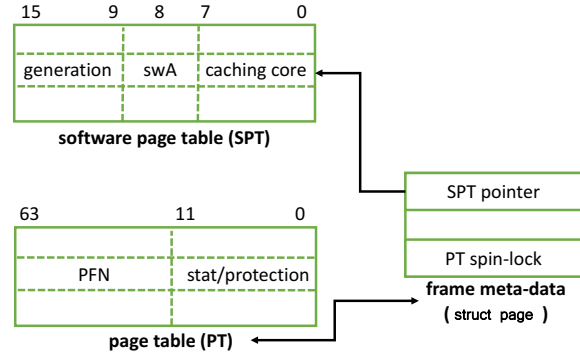 15 9 8 7 0
generation swA caching core
software page table (SPT)
SPT pointer
63 11 0
PFN stat/protection
PT spin-lock
frame meta-data
( struct page )
page table (PT)